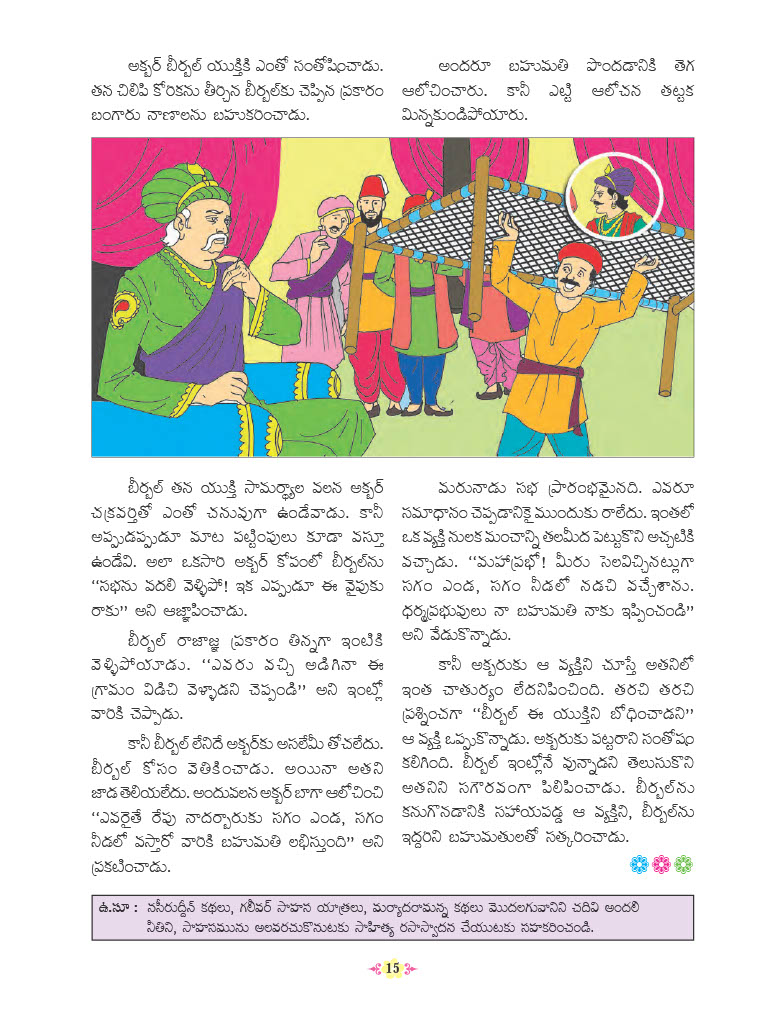 అక్బర్ బీర్బల్ యుక్తికి ఎంతో సంతోషించాడు.
తన చిలిపి కోరికను తీర్చిన బీర్బల్‌కు చెప్పిన ప్రకారం
బంగారు నాణాలను బహుకరించాడు.
అందరూ బహుమతి పొందడానికి తెగ
ఆలోచించారు. కానీ ఎట్టి ఆలోచన తట్టక
మిన్నకుండిపోయారు.
బీర్బల్ తన యుక్తి సామర్థ్యాల వలన అక్బర్
చక్రవర్తితో ఎంతో చనువుగా ఉండేవాడు. కానీ
అప్పుడప్పుడూ మాట పట్టింపులు కూడా వస్తూ
ఉండేవి. అలా ఒకసారి అక్బర్ కోపంలో బీర్బల్‌ను
‘‘సభను వదలి వెళ్ళిపో! ఇక ఎప్పుడూ ఈ వైపుకు
రాకు’’ అని ఆజ్ఞాపించాడు.
బీర్బల్ రాజాజ్ఞ ప్రకారం తిన్నగా ఇంటికి
వెళ్ళిపోయాడు. ‘‘ఎవరు వచ్చి అడిగినా ఈ
గ్రామం విడిచి వెళ్ళాడని చెప్పండి’’ అని ఇంట్లో
వారికి చెప్పాడు.
కానీ బీర్బల్ లేనిదే అక్బర్‌కు అసలేమీ తోచలేదు.
బీర్బల్ కోసం వెతికించాడు. అయినా అతని
జాడ తెలియలేదు. అందువలన అక్బర్ బాగా ఆలోచించి
‘‘ఎవరైతే రేపు నాదర్బారుకు సగం ఎండ, సగం
నీడలో వస్తారో వారికి బహుమతి లభిస్తుంది’’ అని
ప్రకటించాడు.
మరునాడు సభ ప్రారంభమైనది. ఎవరూ
సమాధానం చెప్పడానికై ముందుకు రాలేదు. ఇంతలో
ఒక వ్యక్తి నులక మంచాన్ని తలమీద పెట్టుకొని అచ్చటికి
వచ్చాడు. ‘‘మహాప్రభో! మీరు సెలవిచ్చినట్లుగా
సగం ఎండ, సగం నీడలో నడచి వచ్చేశాను.
ధర్మప్రభువులు నా బహుమతి నాకు ఇప్పించండి’’
అని వేడుకొన్నాడు.
కానీ అక్బరుకు ఆ వ్యక్తిని చూస్తే అతనిలో
ఇంత చాతుర్యం లేదనిపించింది. తరచి తరచి
ప్రశ్నించగా ‘‘బీర్బల్ ఈ యుక్తిని బోధించాడని’’
ఆ వ్యక్తి ఒప్పుకొన్నాడు. అక్బరుకు పట్టరాని సంతోషం
కలిగింది. బీర్బల్ ఇంట్లోనే వున్నాడని తెలుసుకొని
అతనిని సగౌరవంగా పిలిపించాడు. బీర్బల్‌ను
కనుగొనడానికి సహాయపడ్డ ఆ వ్యక్తిని, బీర్బల్‌ను
ఇద్దరిని బహుమతులతో సత్కరించాడు.
ఉ.సూ : నసీరుద్దీన్ కథలు, గలీవర్ సాహస యాత్రలు, మర్యాదరామన్న కథలు మొదలగువానిని చదివి అందలి
నీతిని, సాహసమును అలవరచుకొనుటకు సాహిత్య రసాస్వాదన చేయుటకు సహకరించండి.
15